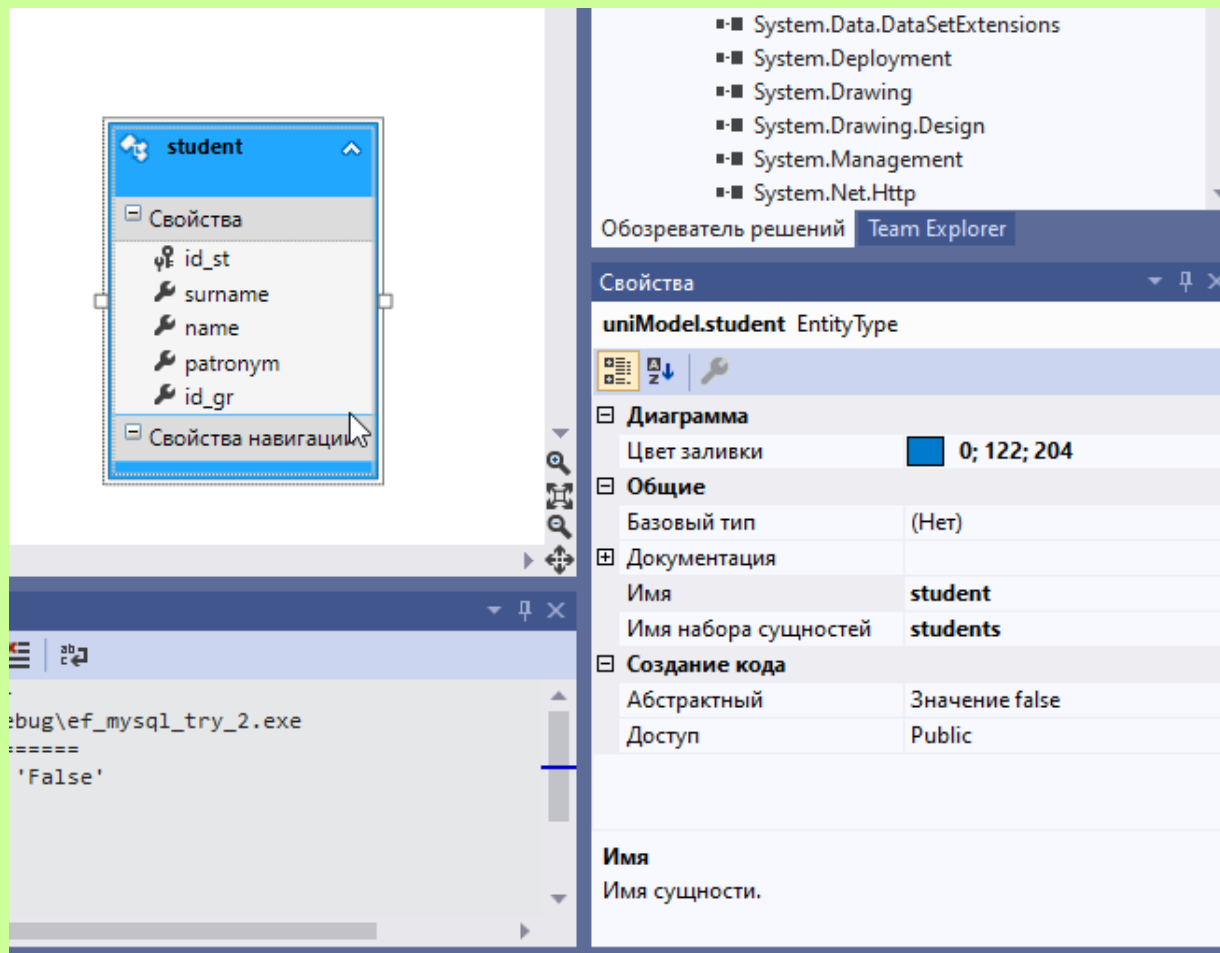 student
Свойства
id_st
surname
name
patronym
id_gr
Свойства навигации
ebug\ef_mysql_try_2.exe
======
'False'
System.Data.DataSetExtensions
System.Deployment
System.Drawing
System.Drawing.Design
System.Management
System.Net.Http
Обозреватель решений Team Explorer
Свойства
uniModel.student EntityType
Диаграмма
Цвет заливки 0; 122; 204
Общие
Базовый тип (Нет)
Документация
Имя student
Имя набора сущностей students
Создание кода
Абстрактный Значение false
Доступ Public
Имя
Имя сущности.